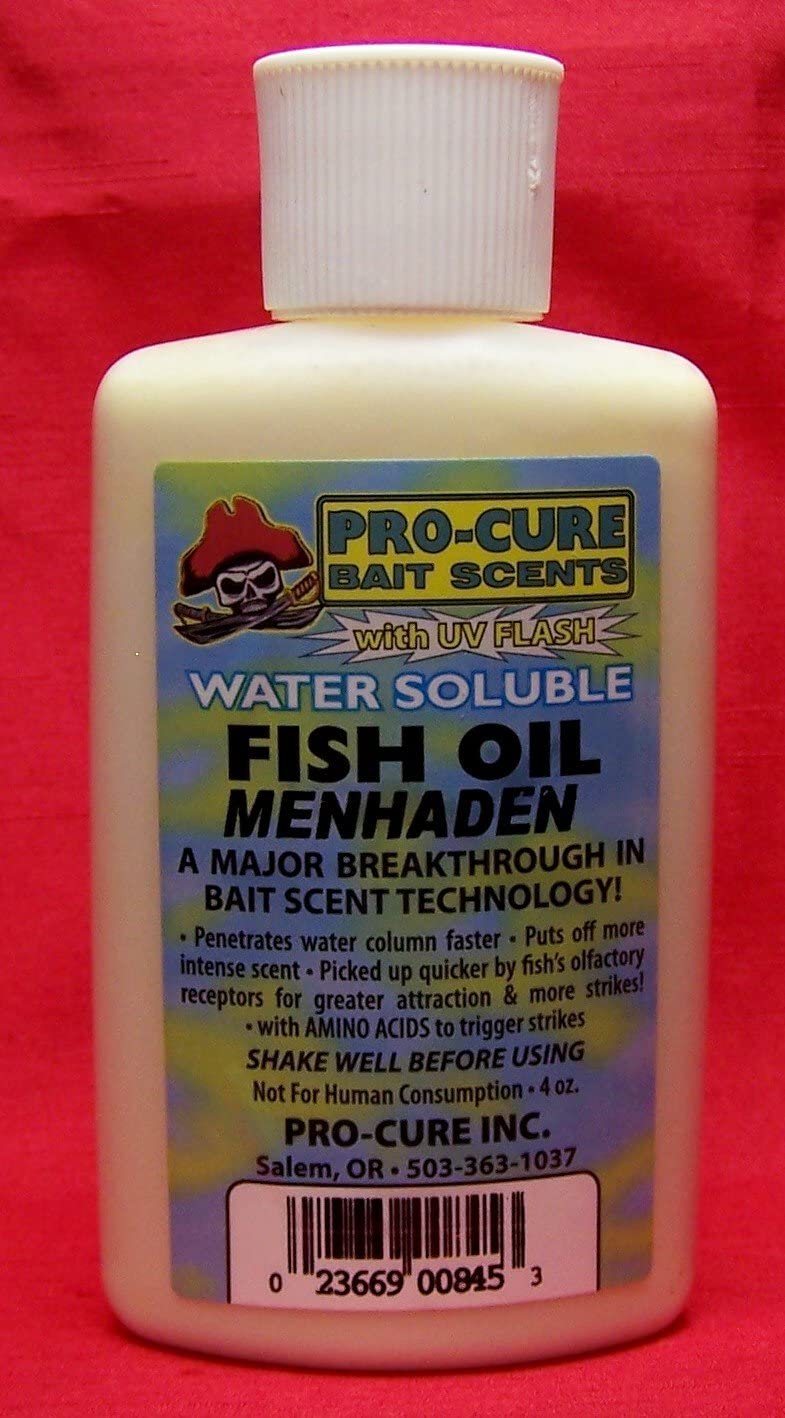 PRO-CURE
BAIT SCENTS
with UV FLASH
WATER SOLUBLE
FISH OIL
MENHADEN
A MAJOR BREAKTHROUGH IN
BAIT SCENT TECHNOLOGY!
• Penetrates water column faster • Puts off more
intense scent • Picked up quicker by fish's olfactory
receptors for greater attraction & more strikes!
• with AMINO ACIDS to trigger strikes
SHAKE WELL BEFORE USING
Not For Human Consumption • 4 oz.
PRO-CURE INC.
Salem, OR • 503-363-1037
0 23669 00845 3